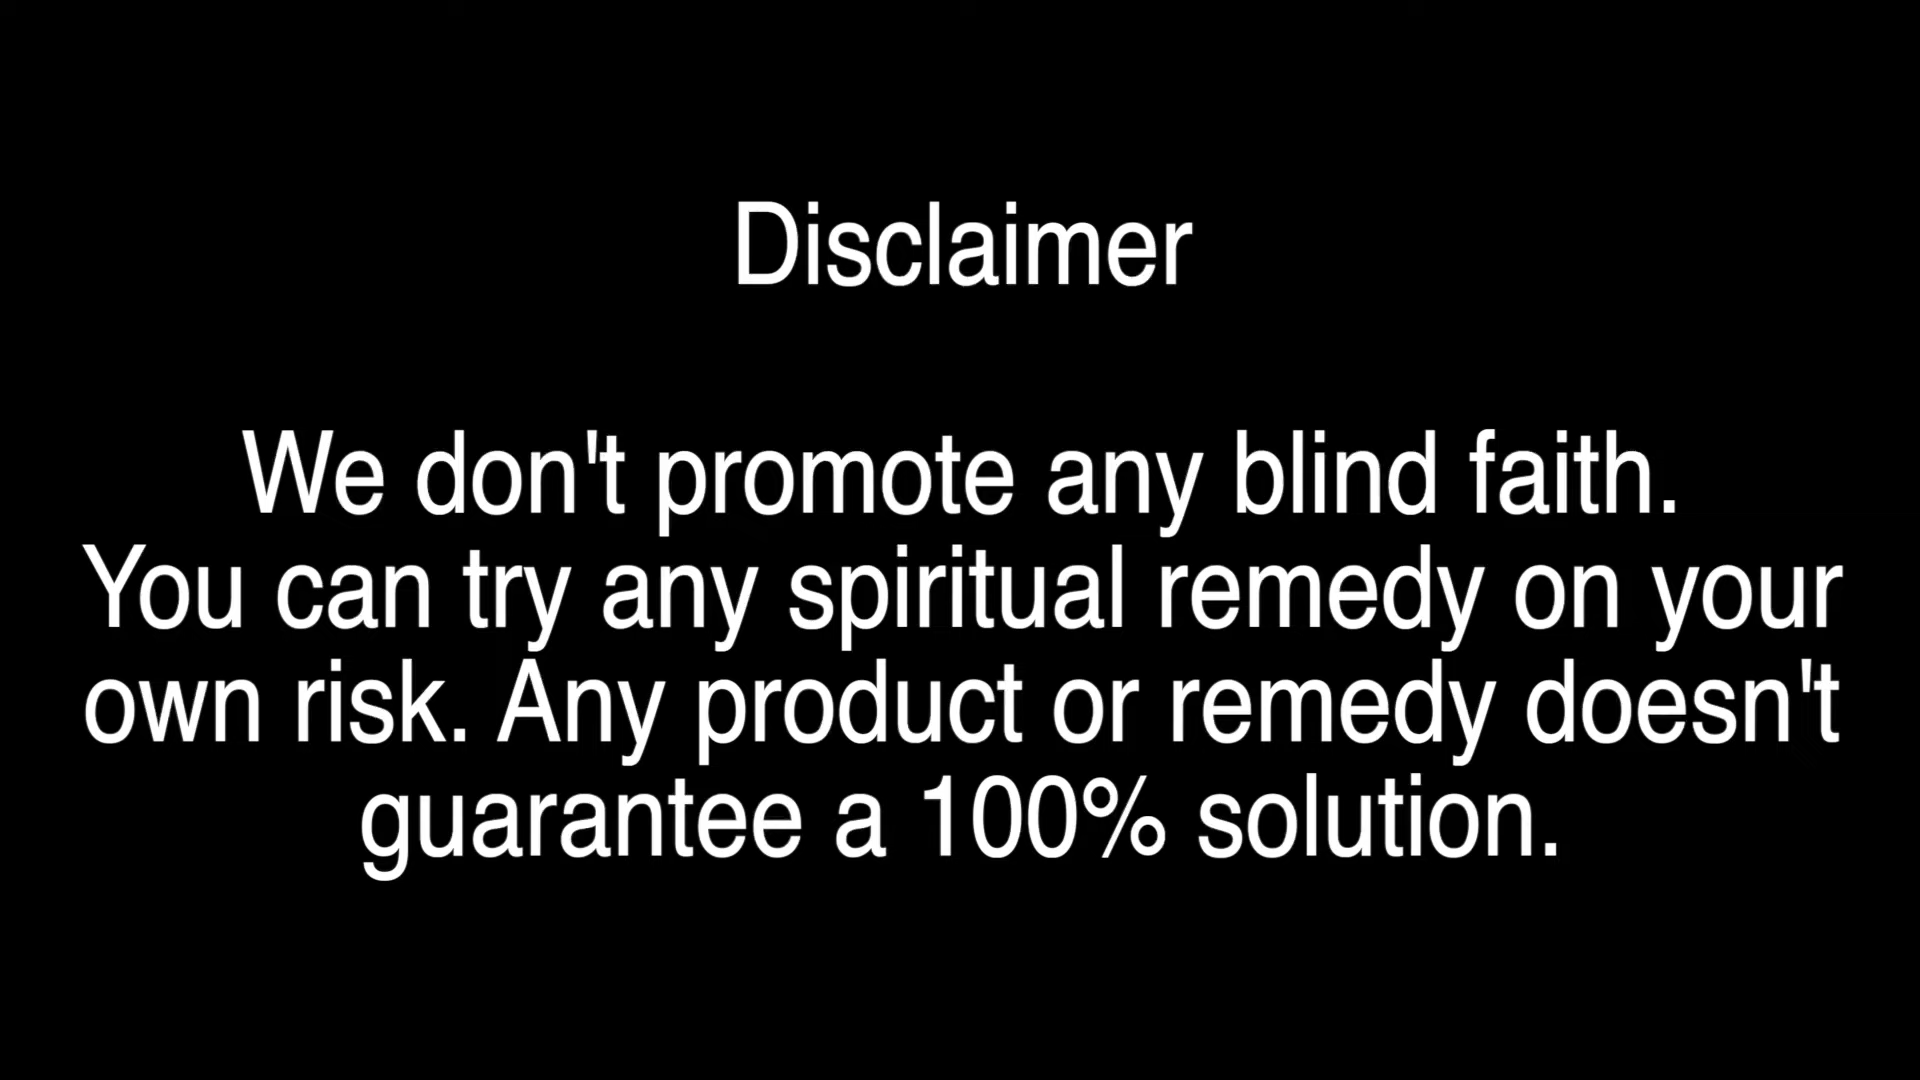 Disclaimer
We don't promote any blind faith.
You can try any spiritual remedy on your
own risk. Any product or remedy doesn't
guarantee a 100% solution.